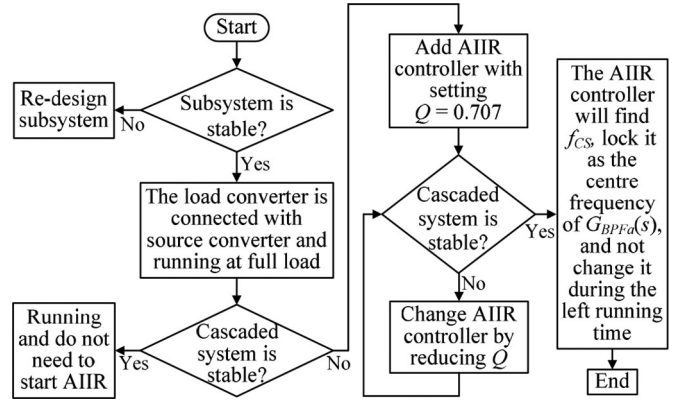 Start
Subsystem is
stable?
No
Re-design
subsystem
Yes
The load converter is
connected with
source converter and
running at full load
Cascaded
system is
stable?
Yes
Running
and do not
need to
start AIIR
No
Add AIIR
controller with
setting
Q = 0.707
Cascaded
system is
stable?
No
Change AIIR
controller by
reducing Q
Yes
The AIIR
controller
will find
fCS, lock it
as the
centre
frequency
of GBPFa(s),
and not
change it
during the
left running
time
End